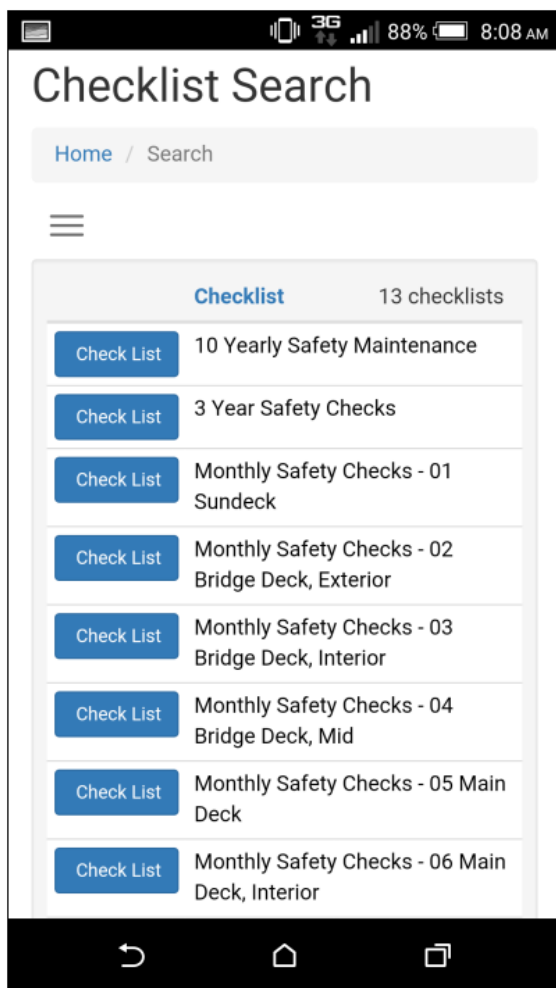 3G 88% 8:08 AM
Checklist Search
Home / Search
Checklist 13 checklists
Check List 10 Yearly Safety Maintenance
Check List 3 Year Safety Checks
Check List Monthly Safety Checks - 01
Sundeck
Check List Monthly Safety Checks - 02
Bridge Deck, Exterior
Check List Monthly Safety Checks - 03
Bridge Deck, Interior
Check List Monthly Safety Checks - 04
Bridge Deck, Mid
Check List Monthly Safety Checks - 05 Main
Deck
Check List Monthly Safety Checks - 06 Main
Deck, Interior